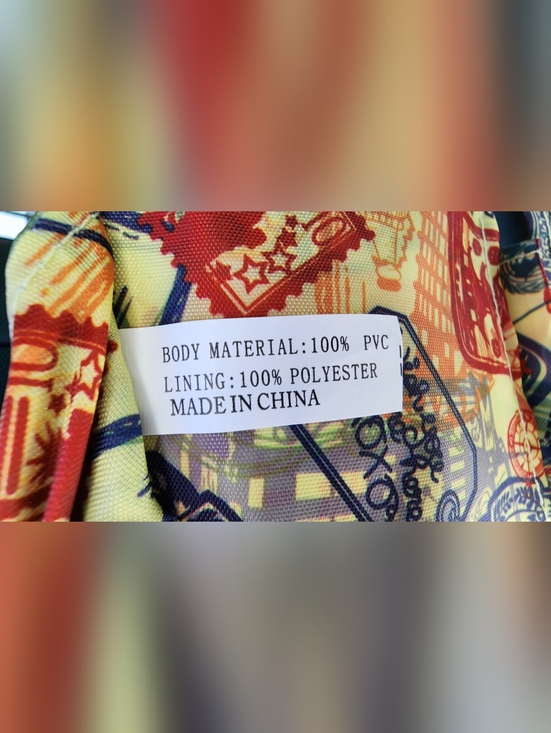 BODY MATERIAL:100% PVC
LINING:100% POLYESTER
MADE IN CHINA